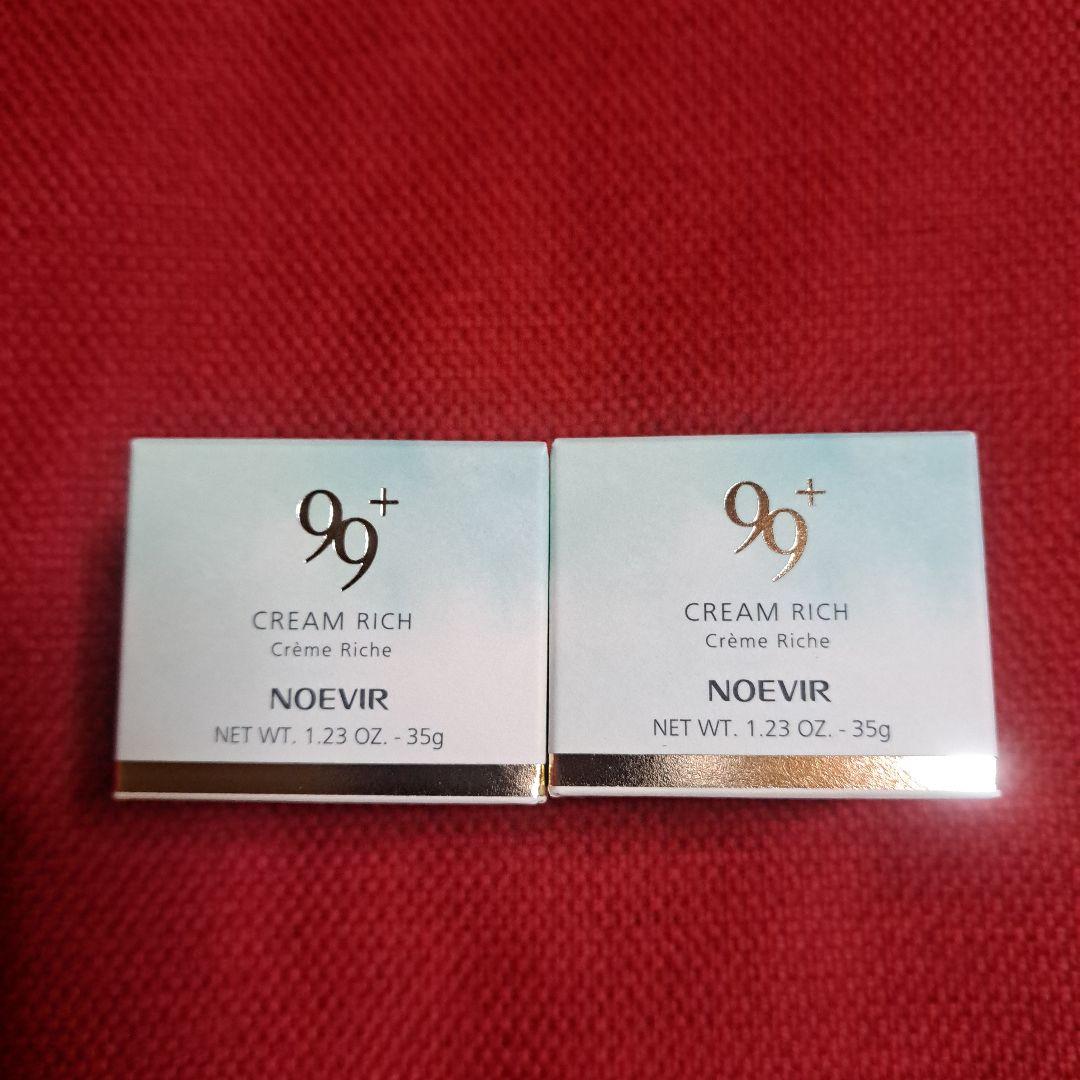 99+
CREAM RICH
Crème Riche
NOEVIR
NET WT. 1.23 OZ. - 35g
99+
CREAM RICH
Crème Riche
NOEVIR
NET WT. 1.23 OZ. - 35g